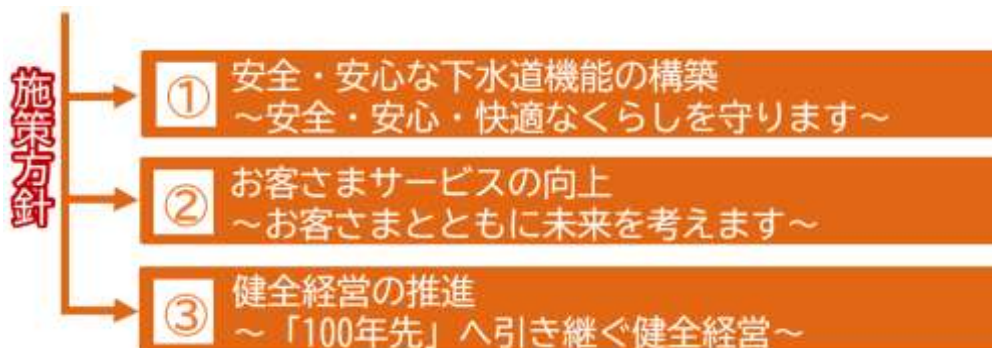 施策方針
①
安全・安心な下水道機能の構築
～安全・安心・快適なくらしを守ります～
②
お客さまサービスの向上
～お客さまとともに未来を考えます～
③
健全経営の推進
～「100年先」へ引き継ぐ健全経営～